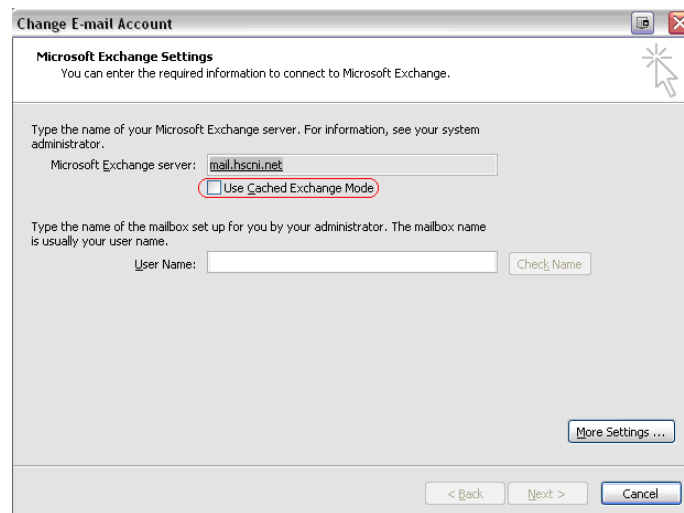 Change E-mail Account
Microsoft Exchange Settings
You can enter the required information to connect to Microsoft Exchange.
Type the name of your Microsoft Exchange server. For information, see your system
administrator.
Microsoft Exchange server: mail.hscni.net
Use Cached Exchange Mode
Type the name of the mailbox set up for you by your administrator. The mailbox name
is usually your user name.
User Name:
Check Name
More Settings ...
< Back Next > Cancel